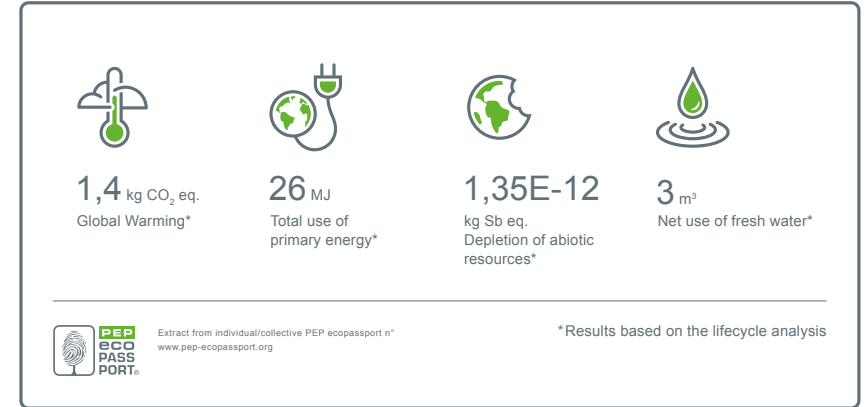 1,4 kg CO₂ eq.
Global Warming*
26 MJ
Total use of
primary energy*
1,35E-12
kg Sb eq.
Depletion of abiotic
resources*
3 m³
Net use of fresh water*
PEP
eco
PASS
PORT®
Extract from individual/collective PEP ecopassport n°
www.pep-ecopassport.org
*Results based on the lifecycle analysis